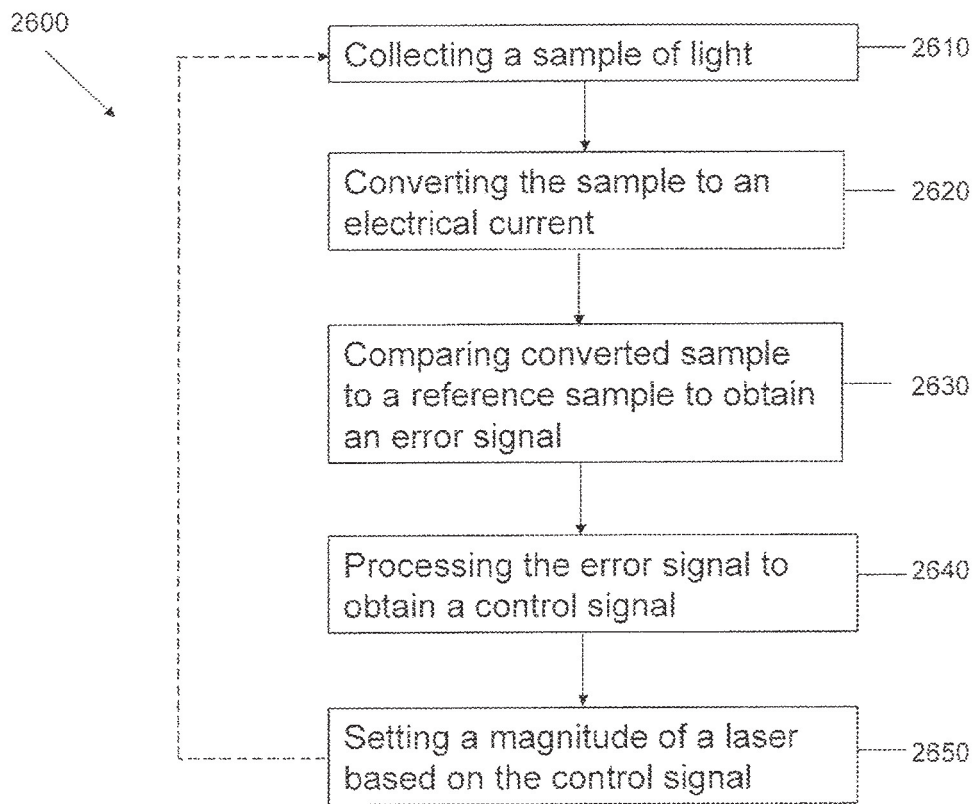 2600
Collecting a sample of light
2610
Converting the sample to an
electrical current
2620
Comparing converted sample
to a reference sample to obtain
an error signal
2630
Processing the error signal to
obtain a control signal
2640
Setting a magnitude of a laser
based on the control signal
2650